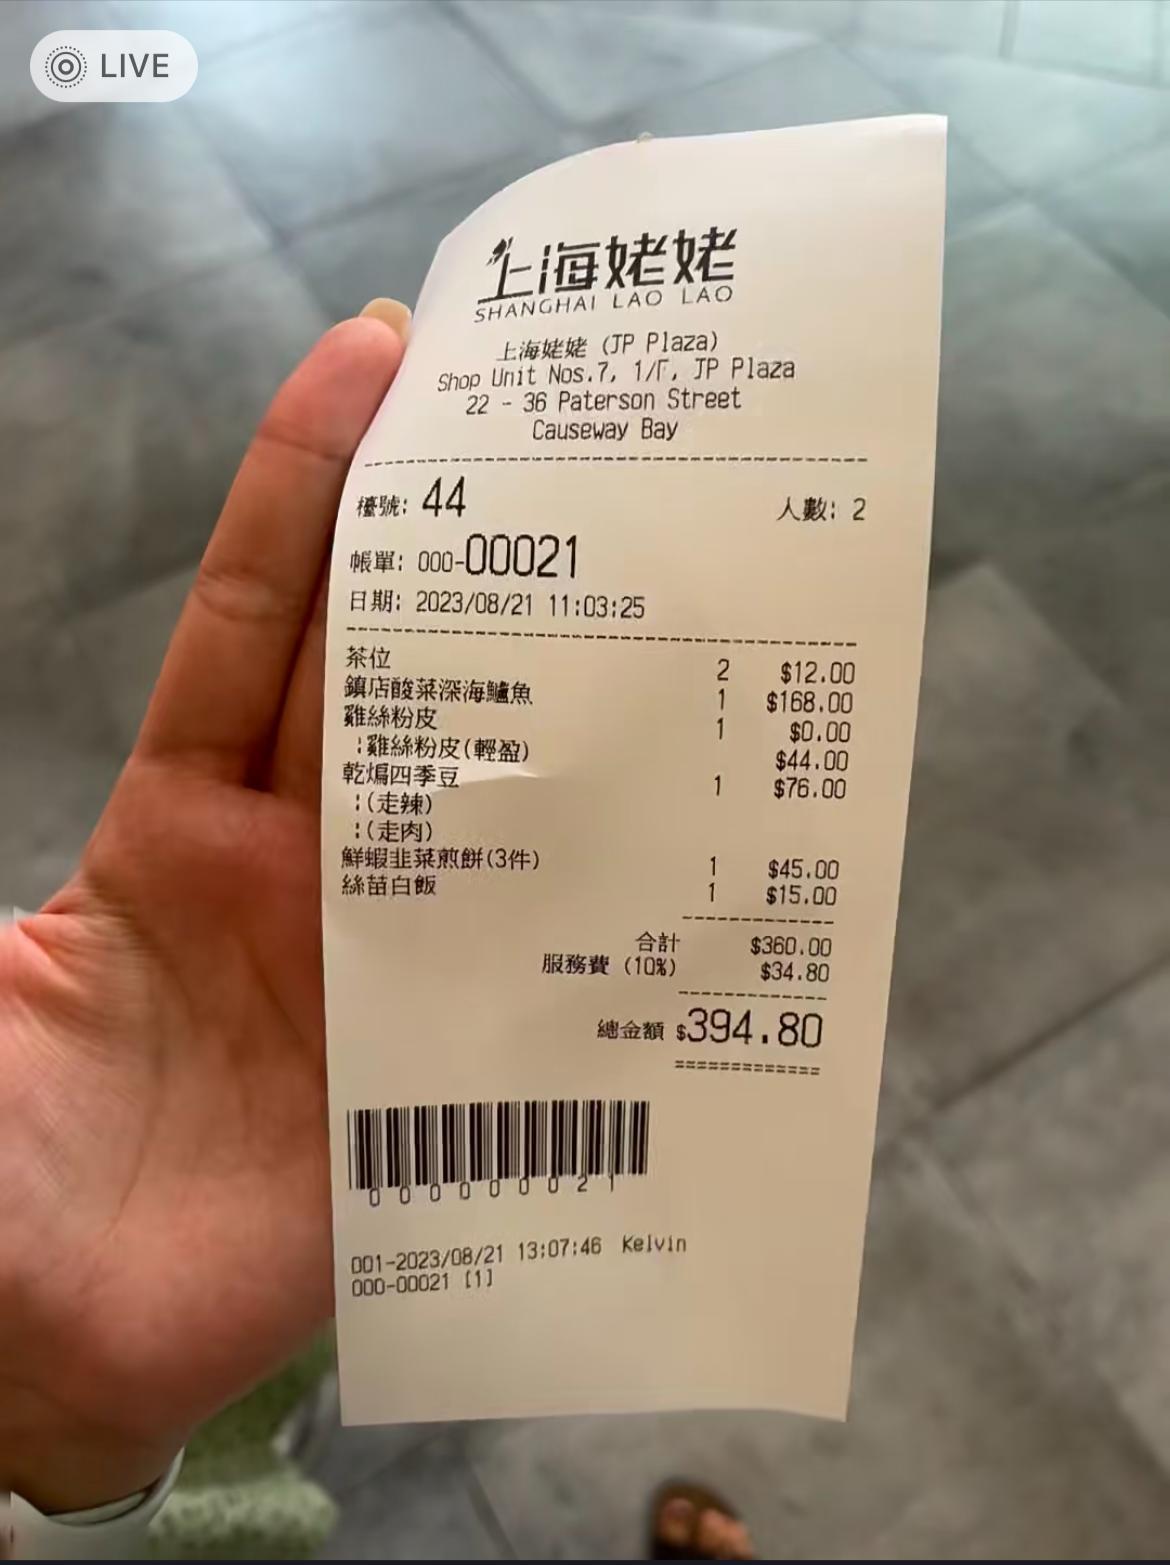 LIVE
上海姥姥
SHANGHAI LAO LAO
上海姥姥 (JP Plaza)
Shop Unit Nos.7, 1/F, JP Plaza
22 - 36 Paterson Street
Causeway Bay
檯號: 44 人數: 2
帳單: 000-00021
日期: 2023/08/21 11:03:25
茶位 2 $12.00
鎮店酸菜深海鱸魚 1 $168.00
雞絲粉皮 1 $0.00
:雞絲粉皮(輕盈) $44.00
乾煸四季豆 1 $76.00
:(走辣)
:(走肉)
鮮蝦韭菜煎餅(3件) 1 $45.00
絲苗白飯 1 $15.00
合計 $360.00
服務費 (10%) $34.80
總金額 $394.80
=============
000000021
001-2023/08/21 13:07:46 Kelvin
000-00021 [1]